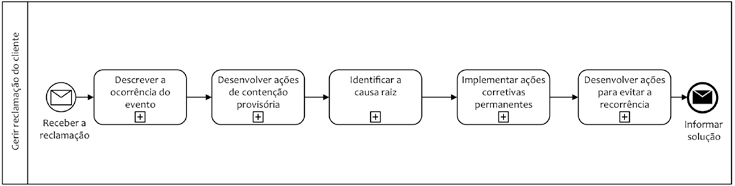 Gerir reclamação do cliente
Receber a
reclamação
Descrever a
ocorrência do
evento
Desenvolver ações
de contenção
provisória
Identificar a
causa raiz
Implementar ações
corretivas
permanentes
Desenvolver ações
para evitar a
recorrência
Informar
solução